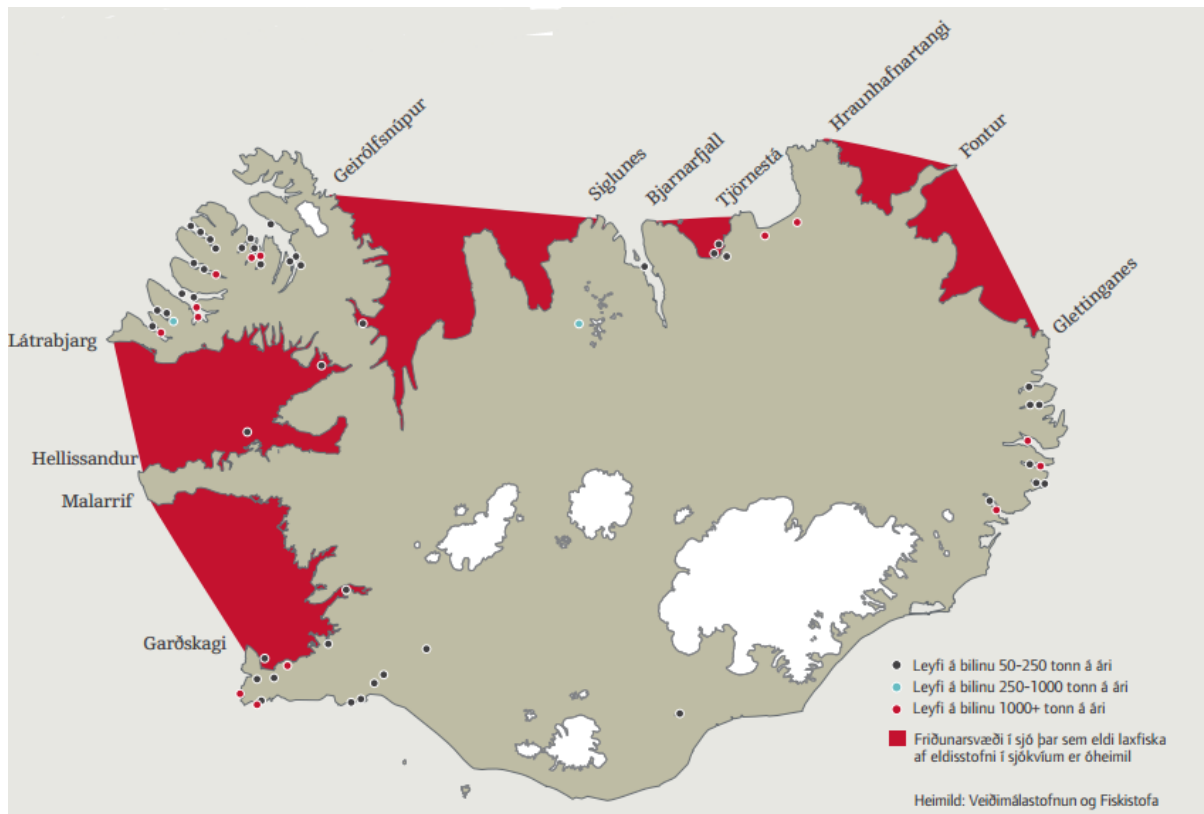 Hraunhafnartangi
Geirólfsnúpur
Siglunes
Bjarnarfjall
Tjörnestá
Fontur
Glettinganes
Látrabjarg
Hellissandur
Malarrif
Garðskagi
Leyfi á bilinu 50-250 tonn á ári
Leyfi á bilinu 250-1000 tonn á ári
Leyfi á bilinu 1000+ tonn á ári
Friðunarsvæði í sjó þar sem eldi laxfiska
af eldisstofni í sjókvíum er óheimil
Heimild: Veiðimálastofnun og Fiskistofa